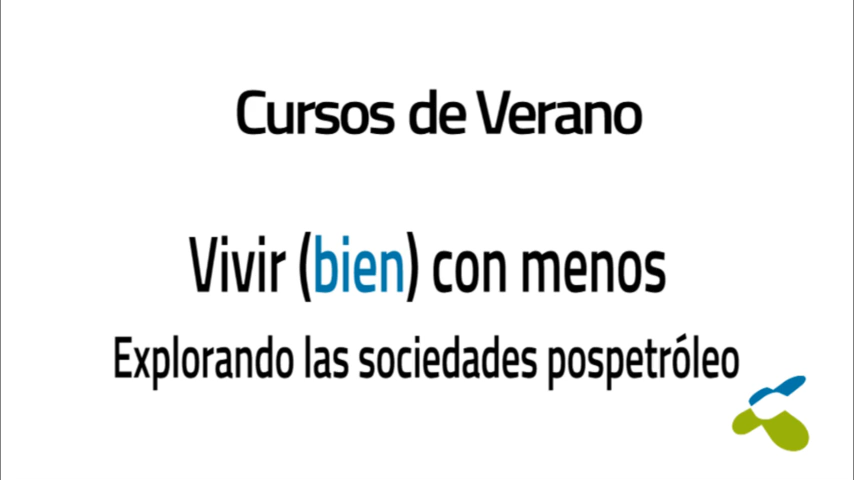 Cursos de Verano
Vivir (bien) con menos
Explorando las sociedades pospetróleo